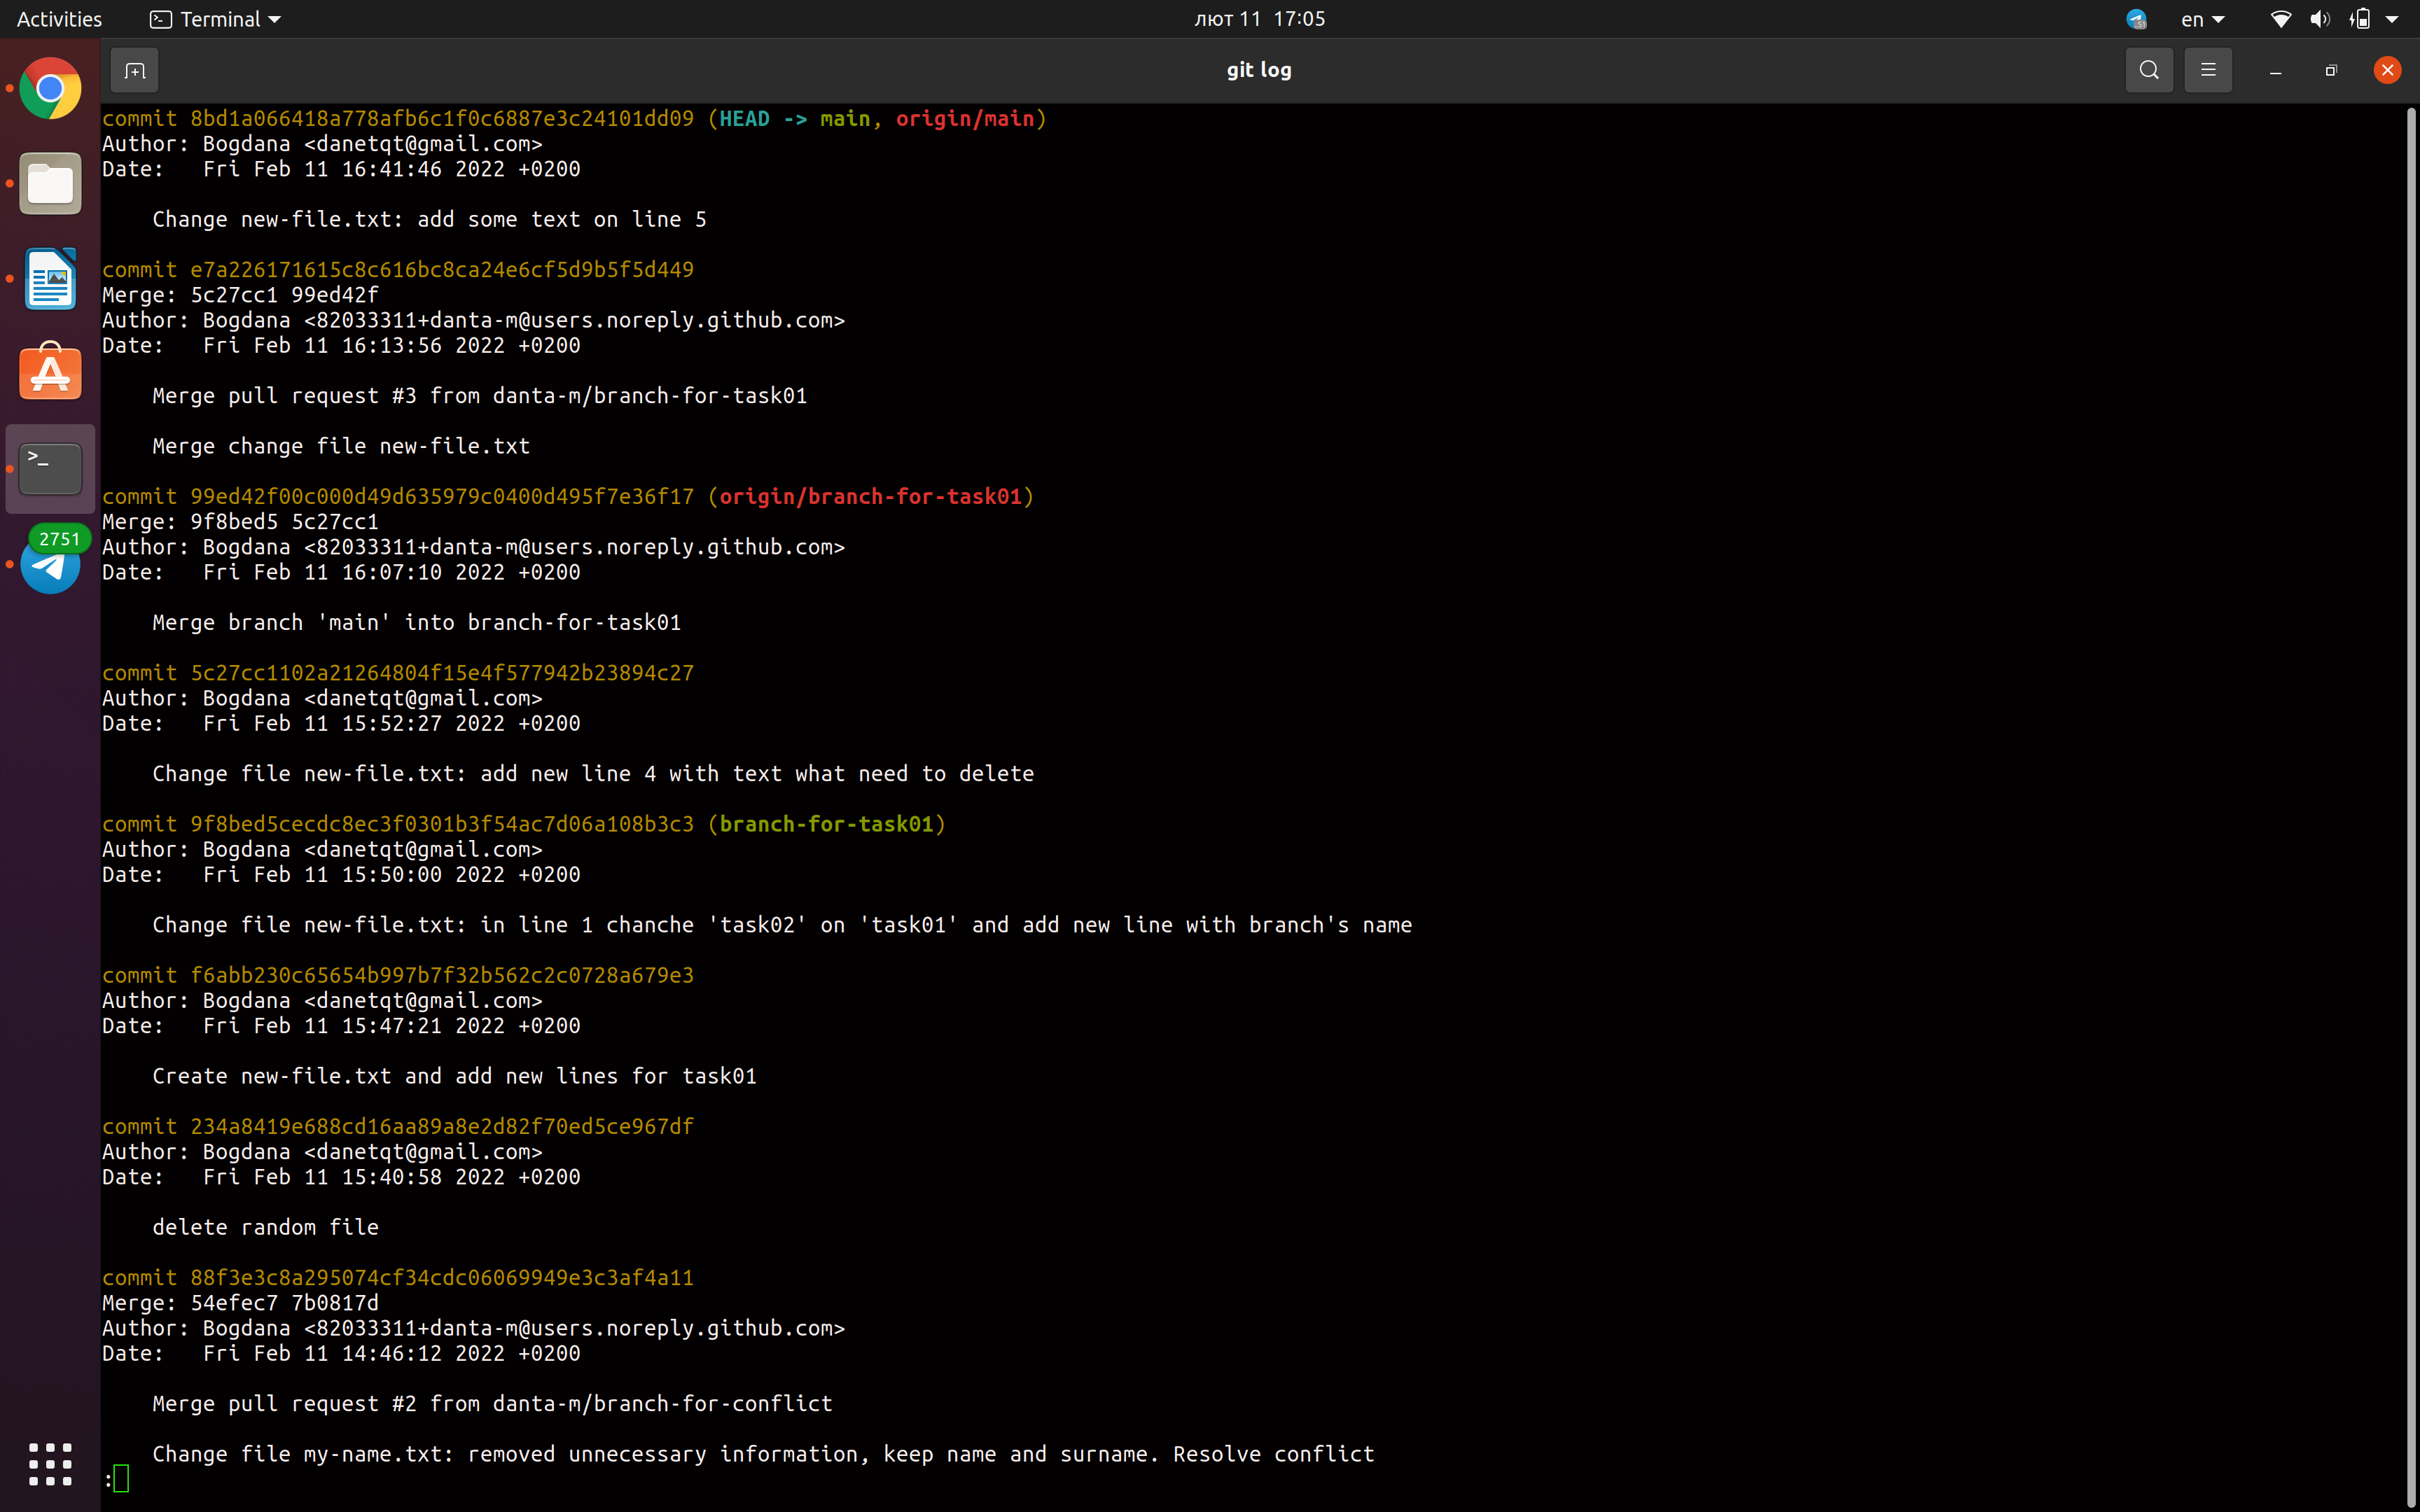 Activities
Terminal
лют 11 17:05
en
git log
commit 8bd1a066418a778afb6c1f0c6887e3c24101dd09 (HEAD -> main, origin/main)
Author: Bogdana <danetqt@gmail.com>
Date:   Fri Feb 11 16:41:46 2022 +0200
Change new-file.txt: add some text on line 5
commit e7a226171615c8c616bc8ca24e6cf5d9b5f5d449
Merge: 5c27cc1 99ed42f
Author: Bogdana <82033311+danta-m@users.noreply.github.com>
Date:   Fri Feb 11 16:13:56 2022 +0200
Merge pull request #3 from danta-m/branch-for-task01
Merge change file new-file.txt
commit 99ed42f00c000d49d635979c0400d495f7e36f17 (origin/branch-for-task01)
Merge: 9f8bed5 5c27cc1
Author: Bogdana <82033311+danta-m@users.noreply.github.com>
Date:   Fri Feb 11 16:07:10 2022 +0200
Merge branch 'main' into branch-for-task01
commit 5c27cc1102a21264804f15e4f577942b23894c27
Author: Bogdana <danetqt@gmail.com>
Date:   Fri Feb 11 15:52:27 2022 +0200
Change file new-file.txt: add new line 4 with text what need to delete
commit 9f8bed5cecdc8ec3f0301b3f54ac7d06a108b3c3 (branch-for-task01)
Author: Bogdana <danetqt@gmail.com>
Date:   Fri Feb 11 15:50:00 2022 +0200
Change file new-file.txt: in line 1 chanche 'task02' on 'task01' and add new line with branch's name
commit f6abb230c65654b997b7f32b562c2c0728a679e3
Author: Bogdana <danetqt@gmail.com>
Date:   Fri Feb 11 15:47:21 2022 +0200
Create new-file.txt and add new lines for task01
commit 234a8419e688cd16aa89a8e2d82f70ed5ce967df
Author: Bogdana <danetqt@gmail.com>
Date:   Fri Feb 11 15:40:58 2022 +0200
delete random file
commit 88f3e3c8a295074cf34cdc06069949e3c3af4a11
Merge: 54efec7 7b0817d
Author: Bogdana <82033311+danta-m@users.noreply.github.com>
Date:   Fri Feb 11 14:46:12 2022 +0200
Merge pull request #2 from danta-m/branch-for-conflict
Change file my-name.txt: removed unnecessary information, keep name and surname. Resolve conflict
:
2751